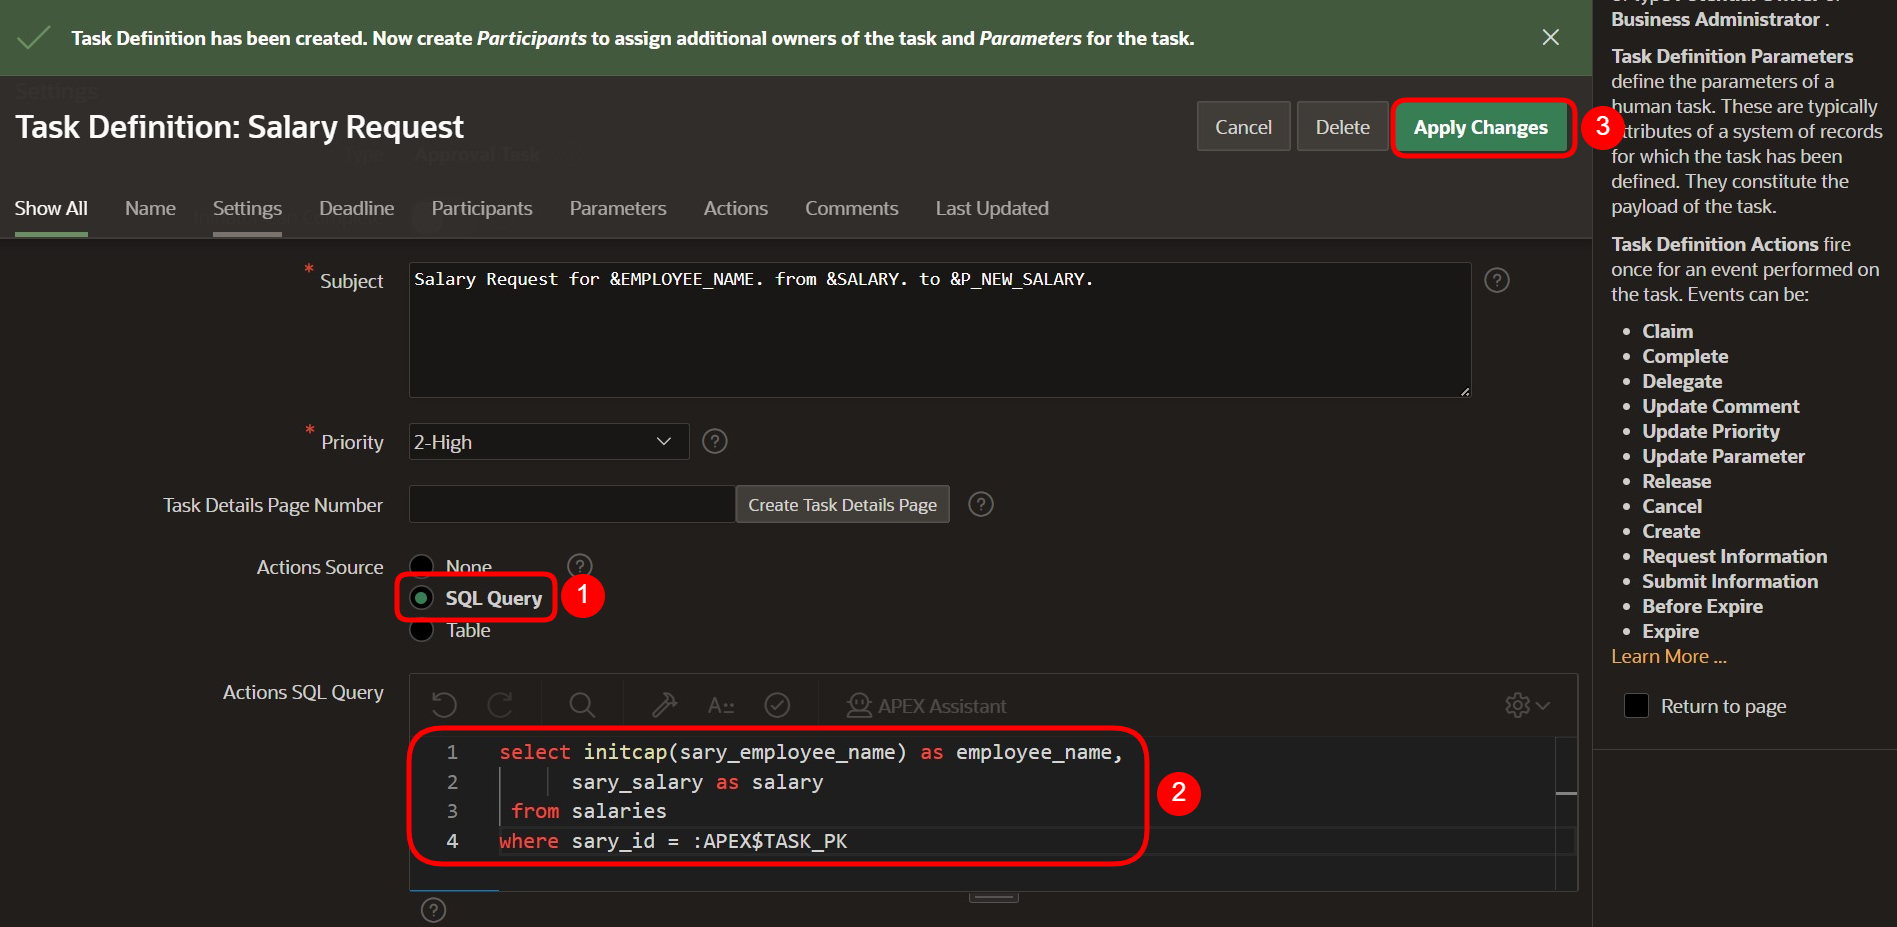 Task Definition has been created. Now create Participants to assign additional owners of the task and Parameters for the task.
Settings
Task Definition: Salary Request
Cancel
Delete
Apply Changes
3
Type
Approval Task
Show All
Name
Settings
Deadline
Participants
Parameters
Actions
Comments
Last Updated
* Subject
Salary Request for &EMPLOYEE_NAME. from &SALARY. to &P_NEW_SALARY.
?
* Priority
2-High
?
Task Details Page Number
Create Task Details Page
?
Actions Source
None
?
SQL Query
1
Table
Actions SQL Query
APEX Assistant
1 select initcap(sary_employee_name) as employee_name,
2 sary_salary as salary
3 from salaries
4 where sary_id = :APEX$TASK_PK
2
?
Business Administrator .
Task Definition Parameters
define the parameters of a
human task. These are typically
ttributes of a system of records
for which the task has been
defined. They constitute the
payload of the task.
Task Definition Actions fire
once for an event performed on
the task. Events can be:
• Claim
• Complete
• Delegate
• Update Comment
• Update Priority
• Update Parameter
• Release
• Cancel
• Create
• Request Information
• Submit Information
• Before Expire
• Expire
Learn More ...
Return to page